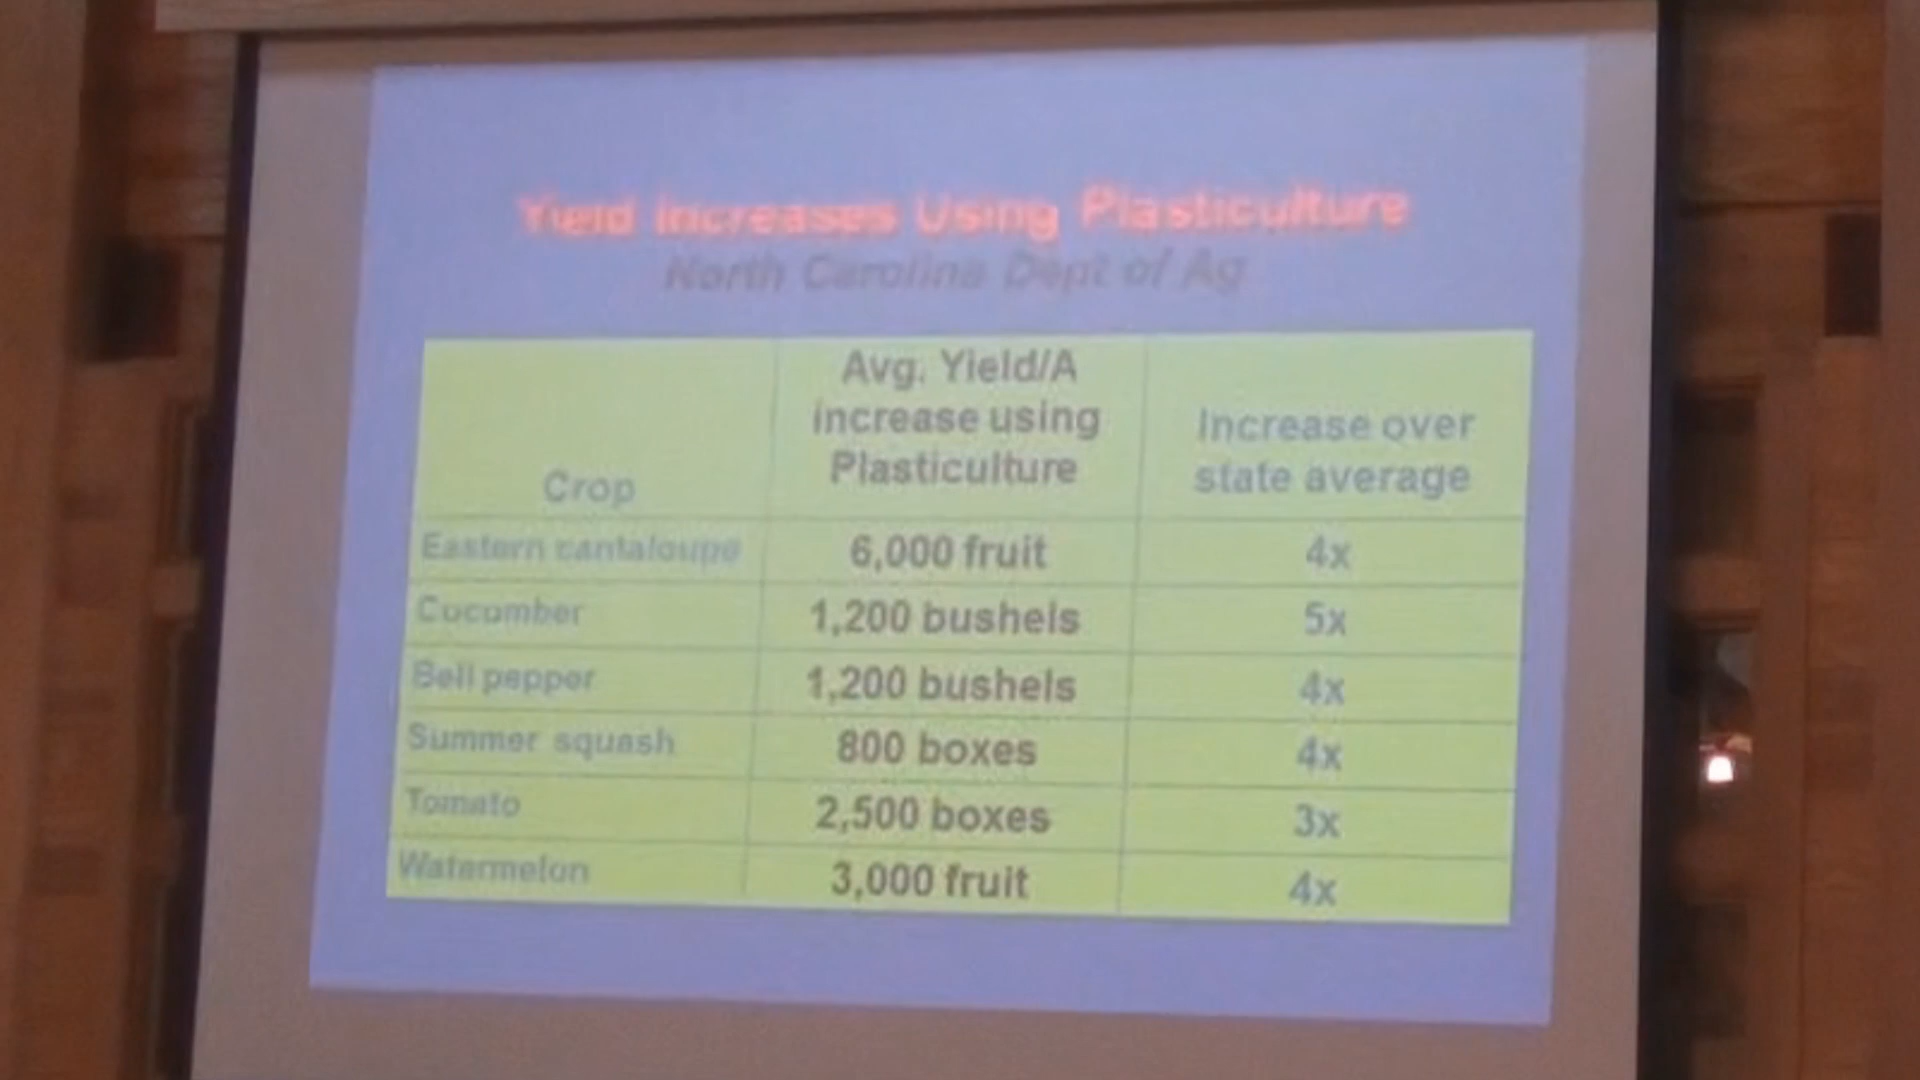 Yield Increases Using Plasticulture
North Carolina Dept of Ag
Crop
Avg. Yield/A
increase using
Plasticulture
Increase over
state average
Eastern cantaloupe 6,000 fruit 4x
Cucumber 1,200 bushels 5x
Bell pepper 1,200 bushels 4x
Summer squash 800 boxes 4x
Tomato 2,500 boxes 3x
Watermelon 3,000 fruit 4x